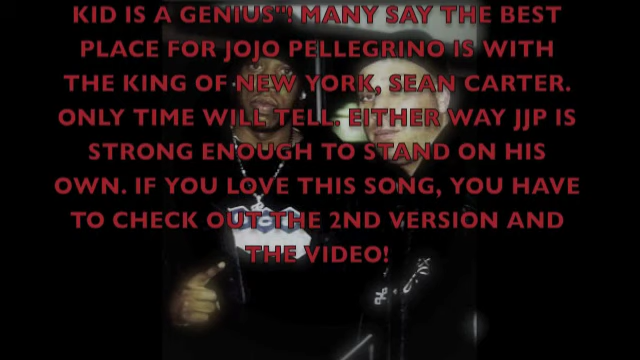 KID IS A GENIUS"! MANY SAY THE BEST
PLACE FOR JOJO PELLEGRINO IS WITH
THE KING OF NEW YORK, SEAN CARTER.
ONLY TIME WILL TELL. EITHER WAY JJP IS
STRONG ENOUGH TO STAND ON HIS
OWN. IF YOU LOVE THIS SONG, YOU HAVE
TO CHECK OUT THE 2ND VERSION AND
THE VIDEO!